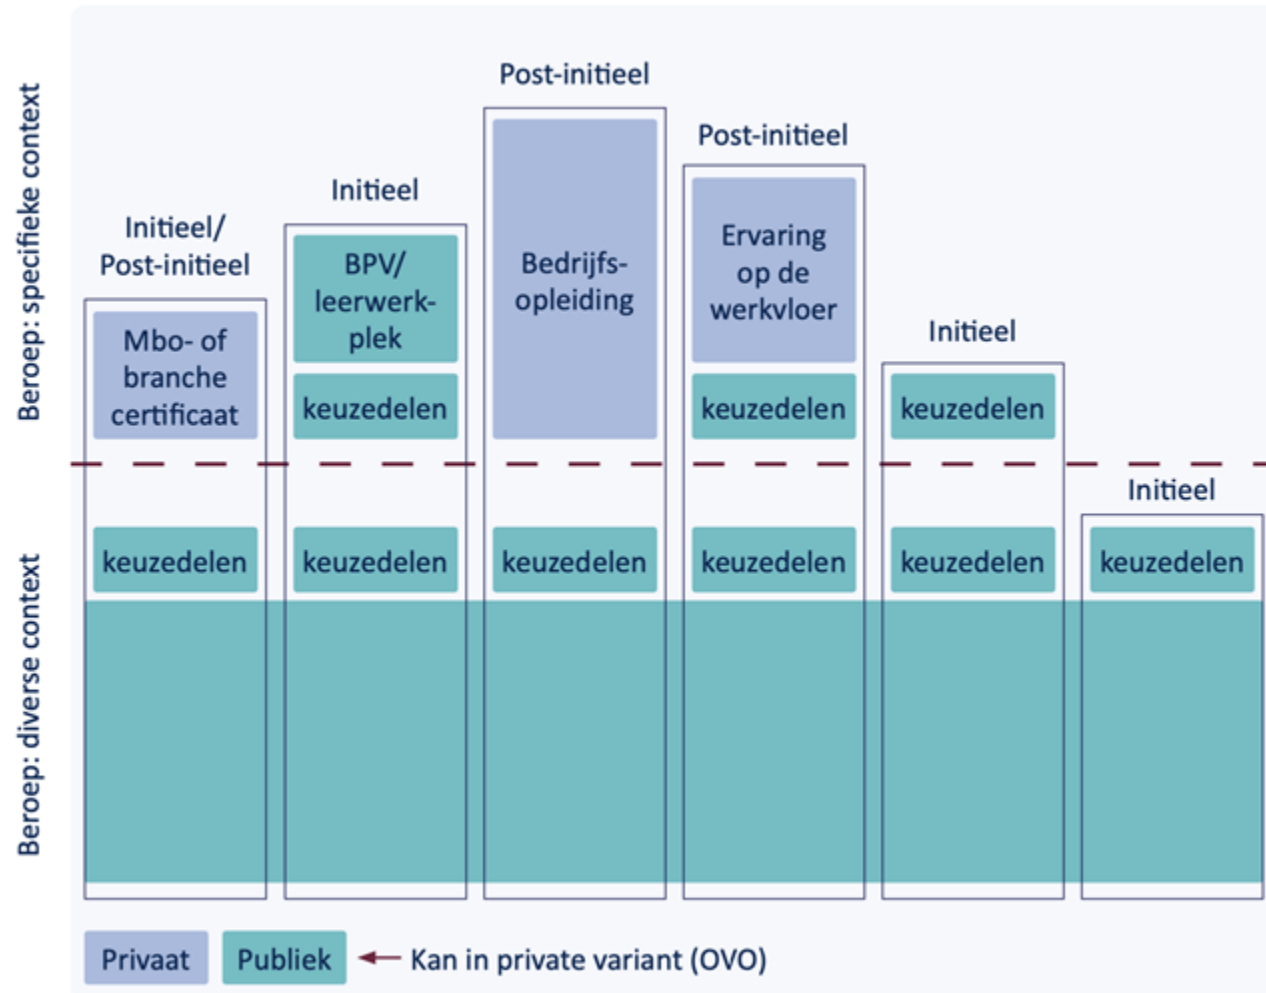 Beroep: specifieke context
Beroep: diverse context
Initieel/
Post-initieel
Mbo- of
branche
certificaat
keuzedelen
Initieel
BPV/
leerwerk-
plek
keuzedelen
keuzedelen
Post-initieel
Bedrijfs-
opleiding
keuzedelen
Post-initieel
Ervaring
op de
werkvloer
keuzedelen
keuzedelen
Initieel
keuzedelen
keuzedelen
Initieel
keuzedelen
Privaat
Publiek
Kan in private variant (OVO)